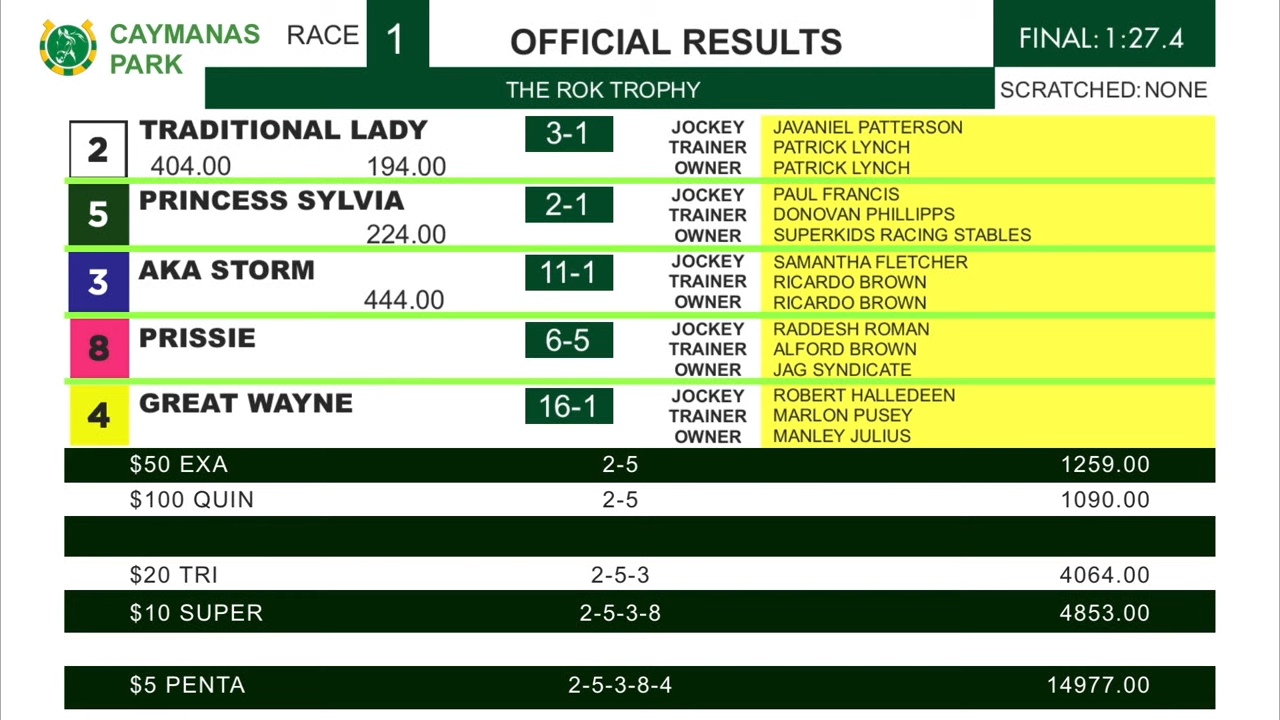 CAYMANAS PARK
RACE 1
OFFICIAL RESULTS
FINAL: 1:27.4
THE ROK TROPHY
SCRATCHED: NONE
2 TRADITIONAL LADY 3-1
404.00 194.00
JOCKEY JAVANIEL PATTERSON
TRAINER PATRICK LYNCH
OWNER PATRICK LYNCH
5 PRINCESS SYLVIA 2-1
224.00
JOCKEY PAUL FRANCIS
TRAINER DONOVAN PHILLIPPS
OWNER SUPERKIDS RACING STABLES
3 AKA STORM 11-1
444.00
JOCKEY SAMANTHA FLETCHER
TRAINER RICARDO BROWN
OWNER RICARDO BROWN
8 PRISSIE 6-5
JOCKEY RADDESH ROMAN
TRAINER ALFORD BROWN
OWNER JAG SYNDICATE
4 GREAT WAYNE 16-1
JOCKEY ROBERT HALLEDEEN
TRAINER MARLON PUSEY
OWNER MANLEY JULIUS
$50 EXA 2-5 1259.00
$100 QUIN 2-5 1090.00
$20 TRI 2-5-3 4064.00
$10 SUPER 2-5-3-8 4853.00
$5 PENTA 2-5-3-8-4 14977.00